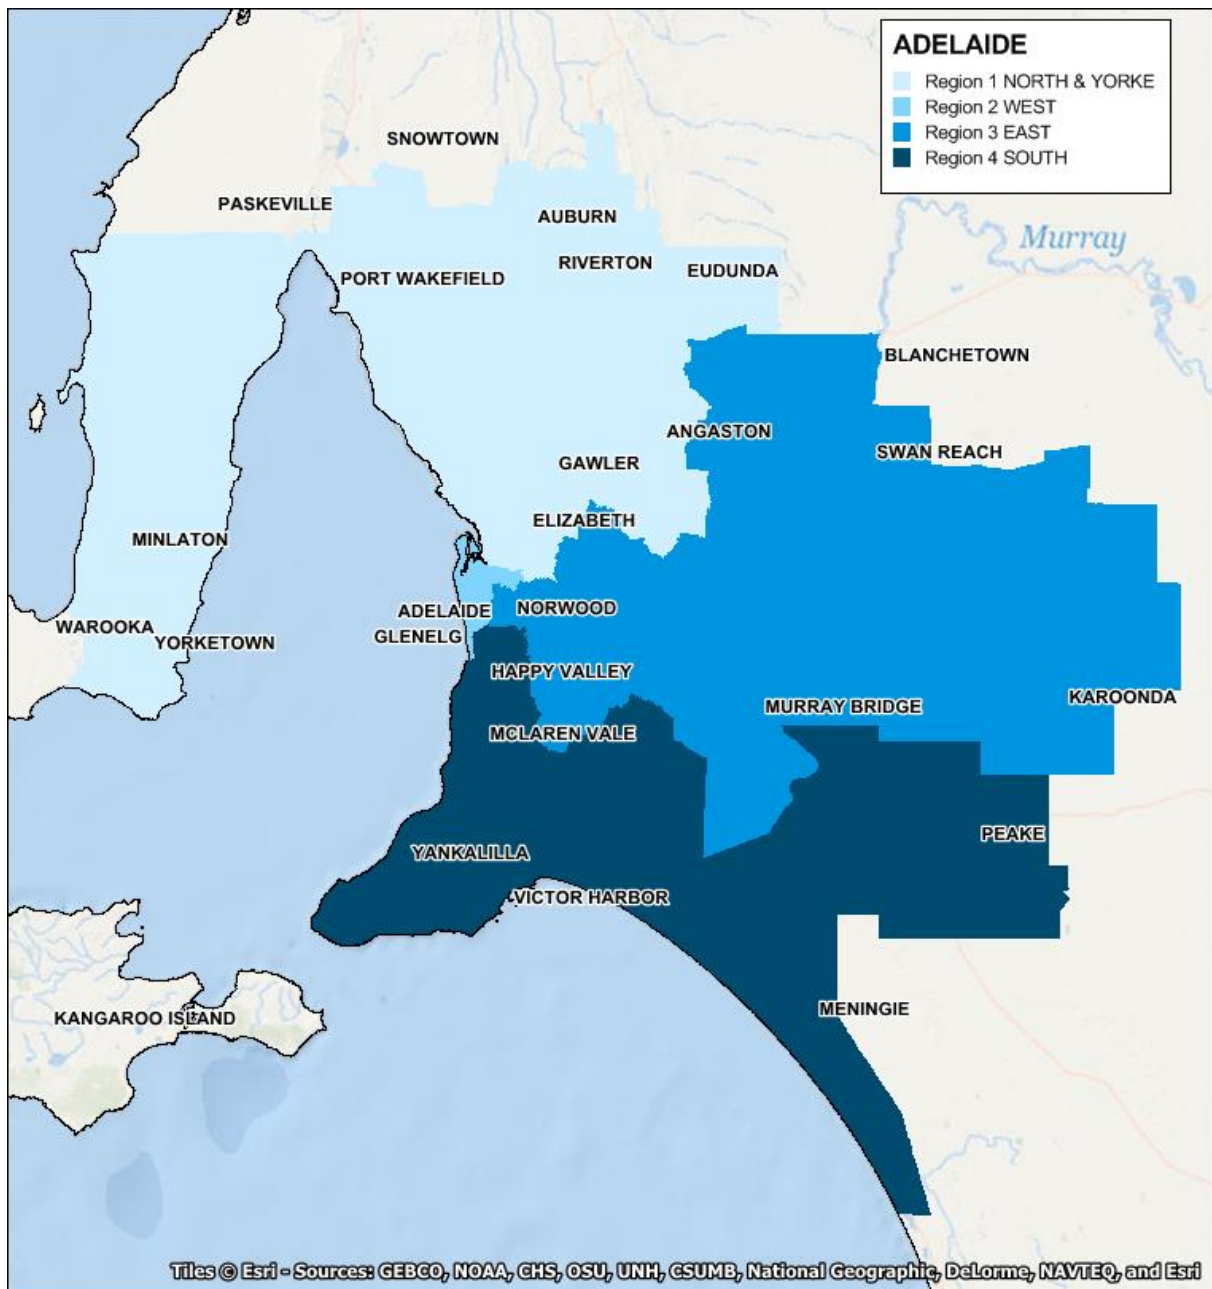 ADELAIDE
Region 1 NORTH & YORKE
Region 2 WEST
Region 3 EAST
Region 4 SOUTH
SNOWTOWN
PASKEVILLE
AUBURN
Murray
RIVERTON
EUDUNDA
PORT WAKEFIELD
BLANCHETOWN
ANGASTON
SWAN REACH
GAWLER
ELIZABETH
MINLATON
ADELAIDE
NORWOOD
WAROOKA
YORKETOWN
GLENELG
HAPPY VALLEY
KAROONDA
MURRAY BRIDGE
MCLAREN VALE
PEAKE
YANKALILLA
VICTOR HARBOR
MENINGIE
KANGAROO ISLAND
Tiles © Esri - Sources: GEBCO, NOAA, CHS, OSU, UNH, CSUMB, National Geographic, DeLorme, NAVTEQ, and Esri